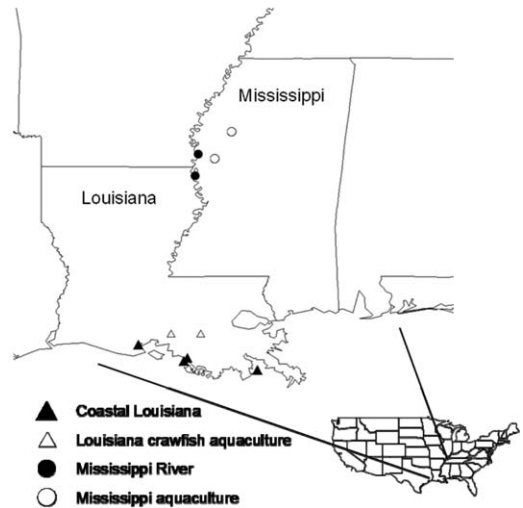 Mississippi
Louisiana
Coastal Louisiana
Louisiana crawfish aquaculture
Mississippi River
Mississippi aquaculture